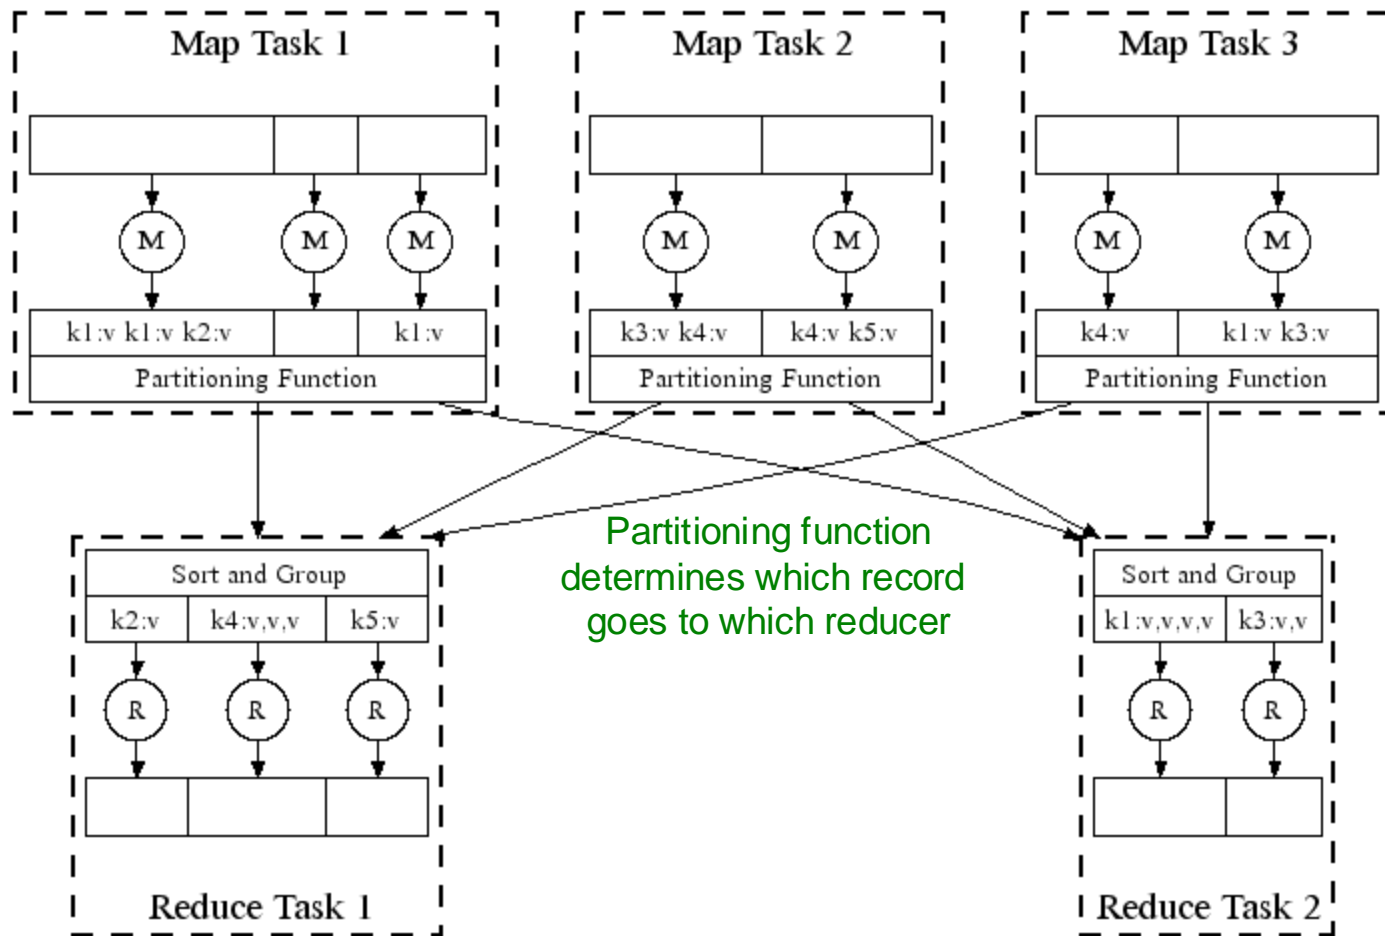 Map Task 1
Map Task 2
Map Task 3
M
M
M
M
M
M
M
k1:v k1:v k2:v
k1:v
k3:v k4:v
k4:v k5:v
k4:v
k1:v k3:v
Partitioning Function
Partitioning Function
Partitioning Function
Partitioning function
determines which record
goes to which reducer
Sort and Group
k2:v
k4:v,v,v
k5:v
R
R
R
Reduce Task 1
Sort and Group
k1:v,v,v,v
k3:v,v
R
R
Reduce Task 2